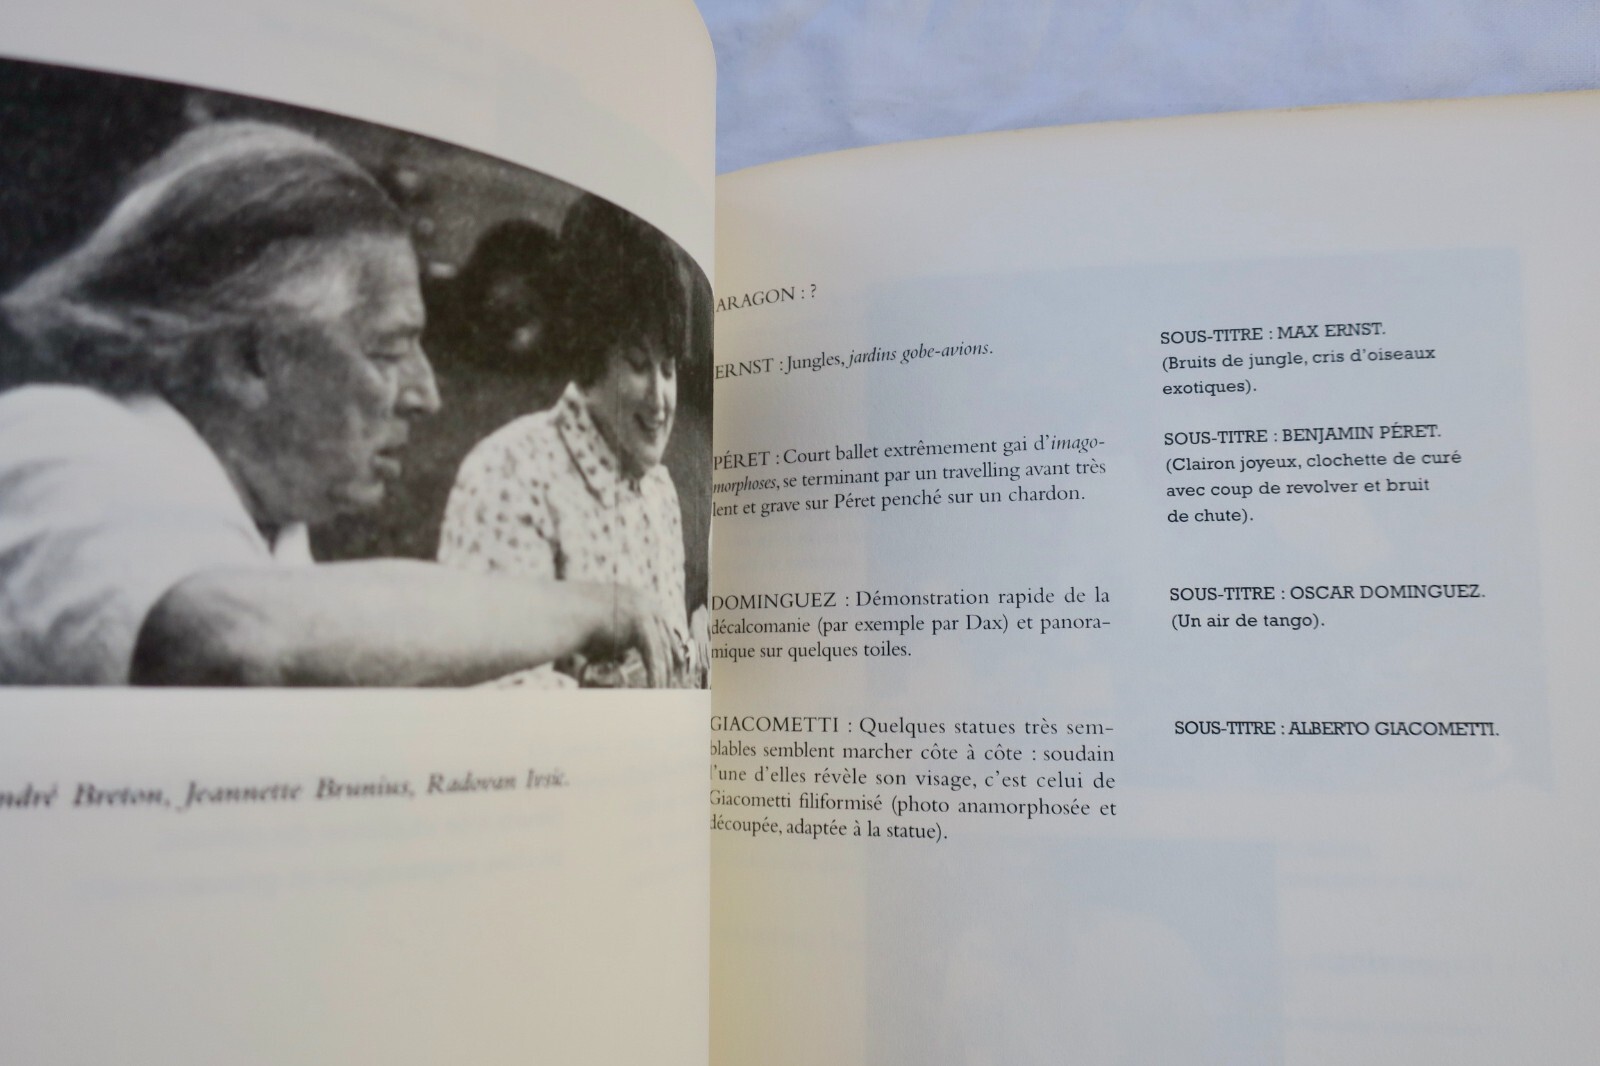 ndré Breton, Jeannette Brunius, Radovan Ivsic.
ARAGON : ?
ERNST : Jungles, jardins gobe-avions.
PÉRET : Court ballet extrêmement gai d'imago-
morphoses, se terminant par un travelling avant très
lent et grave sur Péret penché sur un chardon.
DOMINGUEZ : Démonstration rapide de la
décalcomanie (par exemple par Dax) et panora-
mique sur quelques toiles.
GIACOMETTI : Quelques statues très sem-
blables semblent marcher côte à côte : soudain
l'une d'elles révèle son visage, c'est celui de
Giacometti filiformisé (photo anamorphosée et
découpée, adaptée à la statue).
SOUS-TITRE : MAX ERNST.
(Bruits de jungle, cris d'oiseaux
exotiques).
SOUS-TITRE : BENJAMIN PÉRET.
(Clairon joyeux, clochette de curé
avec coup de revolver et bruit
de chute).
SOUS-TITRE : OSCAR DOMINGUEZ.
(Un air de tango).
SOUS-TITRE : ALBERTO GIACOMETTI.